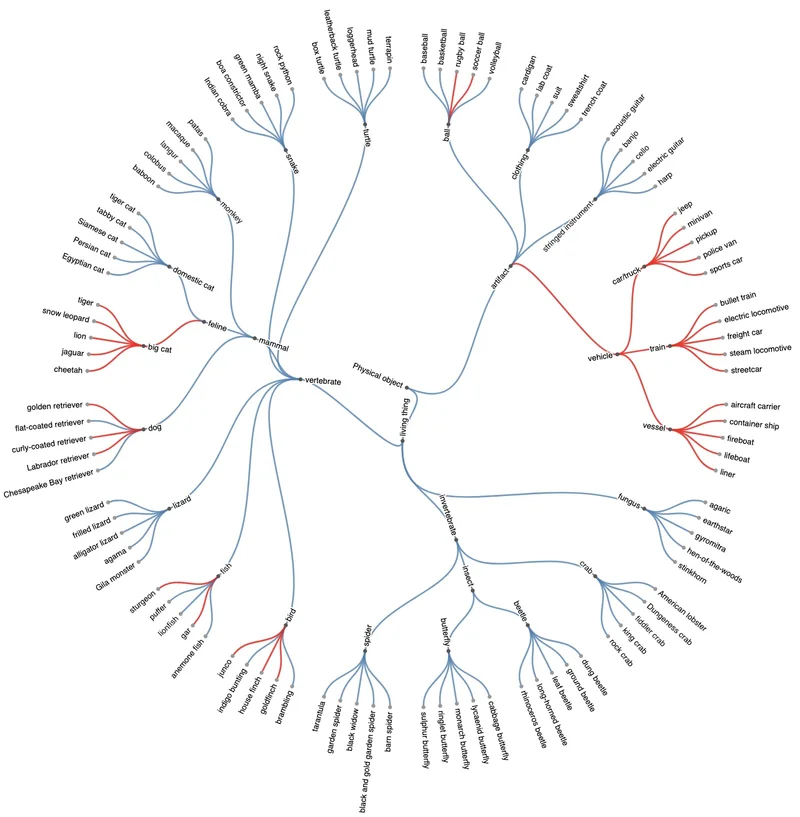 Physical object
artifact
ball
baseball
basketball
rugby ball
soccer ball
volleyball
clothing
cardigan
lab coat
suit
sweatshirt
trench coat
stringed instrument
acoustic guitar
banjo
cello
electric guitar
harp
vehicle
car/truck
jeep
minivan
pickup
police van
sports car
train
bullet train
electric locomotive
freight car
steam locomotive
streetcar
vessel
aircraft carrier
container ship
fireboat
lifeboat
liner
living thing
fungus
agaric
earthstar
gyromitra
hen-of-the-woods
stinkhorn
invertebrate
crab
American lobster
Dungeness crab
fiddler crab
king crab
rock crab
insect
beetle
dung beetle
ground beetle
leaf beetle
long-horned beetle
rhinoceros beetle
butterfly
cabbage butterfly
lycaenid butterfly
monarch butterfly
ringlet butterfly
sulphur butterfly
spider
barn spider
black and gold garden spider
black widow
garden spider
tarantula
vertebrate
bird
brambling
goldfinch
house finch
indigo bunting
junco
fish
anemone fish
gar
lionfish
puffer
sturgeon
lizard
Gila monster
agama
alligator lizard
frilled lizard
green lizard
mammal
dog
Chesapeake Bay retriever
Labrador retriever
curly-coated retriever
flat-coated retriever
golden retriever
feline
big cat
cheetah
jaguar
lion
snow leopard
tiger
domestic cat
Egyptian cat
Persian cat
Siamese cat
tabby cat
tiger cat
monkey
baboon
colobus
langur
macaque
patas
snake
Indian cobra
boa constrictor
green mamba
night snake
rock python
turtle
box turtle
leatherback turtle
loggerhead
mud turtle
terrapin